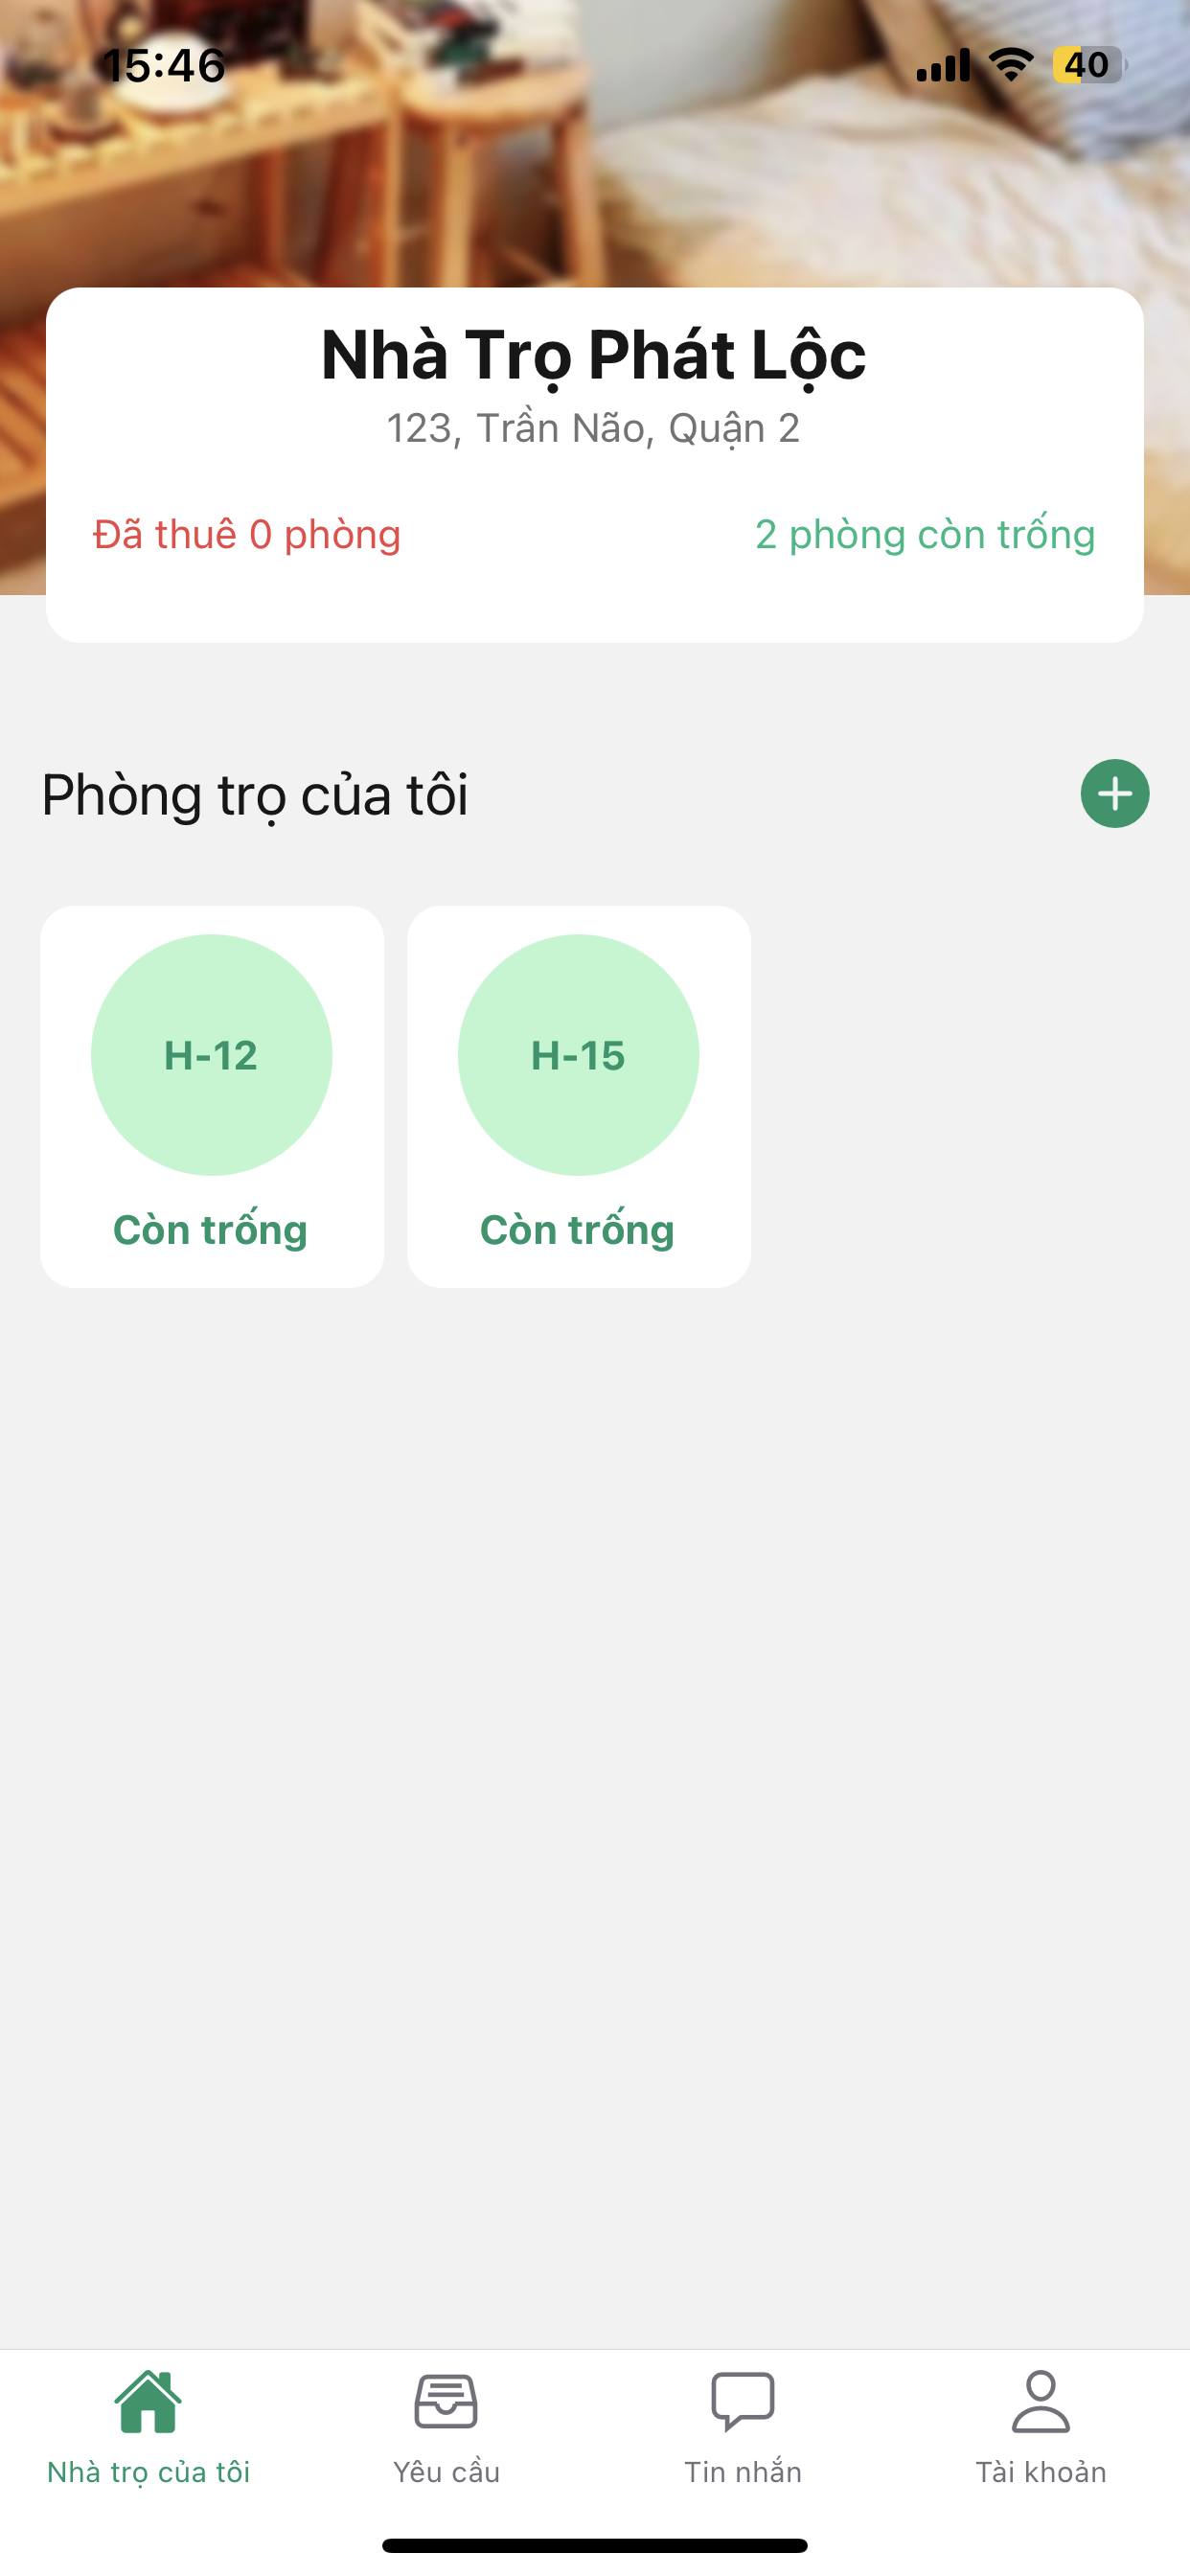 15:46
40
Nhà Trọ Phát Lộc
123, Trần Não, Quận 2
Đã thuê 0 phòng
2 phòng còn trống
Phòng trọ của tôi
H-12
H-15
Còn trống
Còn trống
Nhà trọ của tôi
Yêu cầu
Tin nhắn
Tài khoản